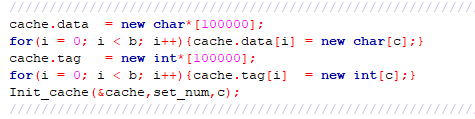 ////////////////////////////////////////////////////////////
cache.data  = new char*[100000];
for(i = 0; i < b; i++){cache.data[i] = new char[c];}
cache.tag   = new int*[100000];
for(i = 0; i < b; i++){cache.tag[i]  = new int[c];}
Init_cache(&cache,set_num,c);
////////////////////////////////////////////////////////////